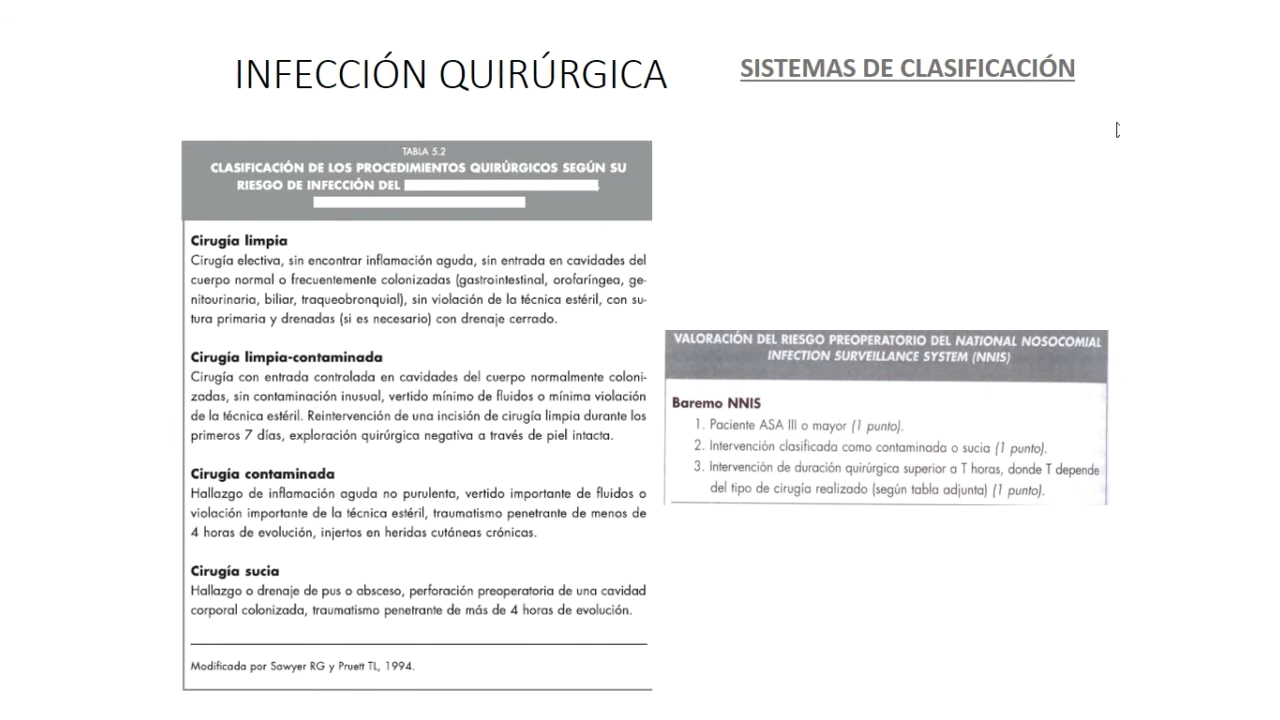 INFECCIÓN QUIRÚRGICA
SISTEMAS DE CLASIFICACIÓN
TABLA 5.2
CLASIFICACIÓN DE LOS PROCEDIMIENTOS QUIRÚRGICOS SEGÚN SU
RIESGO DE INFECCIÓN DEL
Cirugía limpia
Cirugía electiva, sin encontrar inflamación aguda, sin entrada en cavidades del
cuerpo normal o frecuentemente colonizadas (gastrointestinal, orofaríngea, ge-
nitourinaria, biliar, traqueobronquial), sin violación de la técnica estéril, con su-
tura primaria y drenadas (si es necesario) con drenaje cerrado.
Cirugía limpia-contaminada
Cirugía con entrada controlada en cavidades del cuerpo normalmente coloni-
zadas, sin contaminación inusual, vertido mínimo de fluidos o mínima violación
de la técnica estéril. Reintervención de una incisión de cirugía limpia durante los
primeros 7 días, exploración quirúrgica negativa a través de piel intacta.
Cirugía contaminada
Hallazgo de inflamación aguda no purulenta, vertido importante de fluidos o
violación importante de la técnica estéril, traumatismo penetrante de menos de
4 horas de evolución, injertos en heridas cutáneas crónicas.
Cirugía sucia
Hallazgo o drenaje de pus o absceso, perforación preoperatoria de una cavidad
corporal colonizada, traumatismo penetrante de más de 4 horas de evolución.
Modificada por Sawyer RG y Pruett TL, 1994.
VALORACIÓN DEL RIESGO PREOPERATORIO DEL NATIONAL NOSOCOMIAL
INFECTION SURVEILLANCE SYSTEM (NNIS)
Baremo NNIS
1. Paciente ASA III o mayor (1 punto).
2. Intervención clasificada como contaminada o sucia (1 punto).
3. Intervención de duración quirúrgica superior a T horas, donde T depende
del tipo de cirugía realizado (según tabla adjunta) (1 punto).